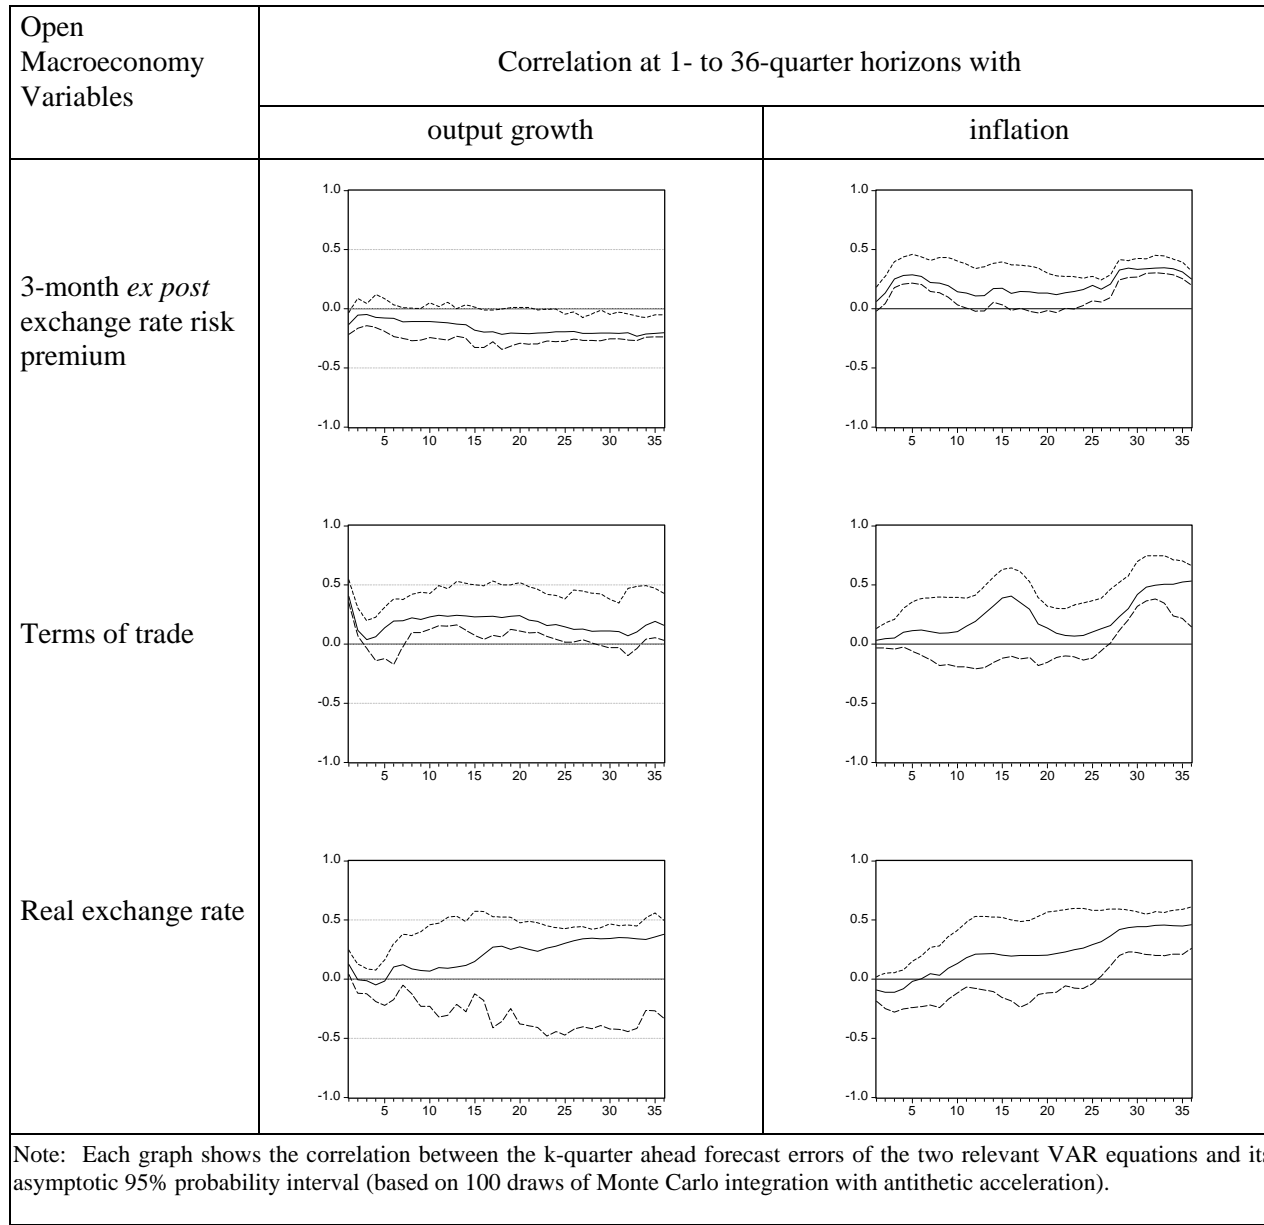 Open
Macroeconomy
Variables
Correlation at 1- to 36-quarter horizons with
output growth
inflation
3-month ex post
exchange rate risk
premium
1.0
0.5
0.0
-0.5
-1.0
5 10 15 20 25 30 35
1.0
0.5
0.0
-0.5
-1.0
5 10 15 20 25 30 35
Terms of trade
1.0
0.5
0.0
-0.5
-1.0
5 10 15 20 25 30 35
1.0
0.5
0.0
-0.5
-1.0
5 10 15 20 25 30 35
Real exchange rate
1.0
0.5
0.0
-0.5
-1.0
5 10 15 20 25 30 35
1.0
0.5
0.0
-0.5
-1.0
5 10 15 20 25 30 35
Note: Each graph shows the correlation between the k-quarter ahead forecast errors of the two relevant VAR equations and its
asymptotic 95% probability interval (based on 100 draws of Monte Carlo integration with antithetic acceleration).